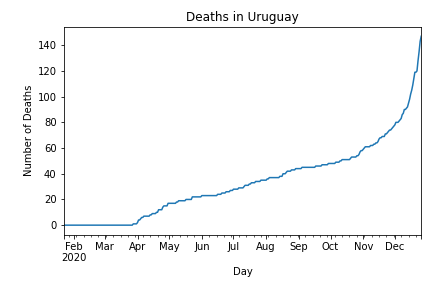 Deaths in Uruguay
Number of Deaths
140
120
100
80
60
40
20
0
Feb Mar Apr May Jun Jul Aug Sep Oct Nov Dec
2020
Day